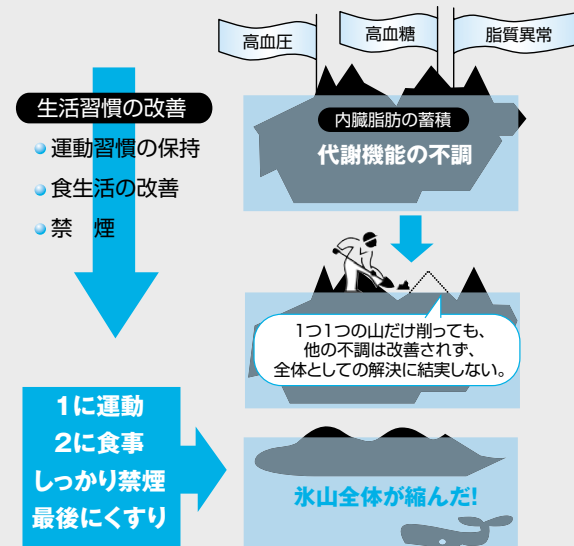 高血圧
高血糖
脂質異常
生活習慣の改善
運動習慣の保持
食生活の改善
禁　煙
内臓脂肪の蓄積
代謝機能の不調
1つ1つの山だけ削っても、
他の不調は改善されず、
全体としての解決に結実しない。
1に運動
2に食事
しっかり禁煙
最後にくすり
氷山全体が縮んだ!